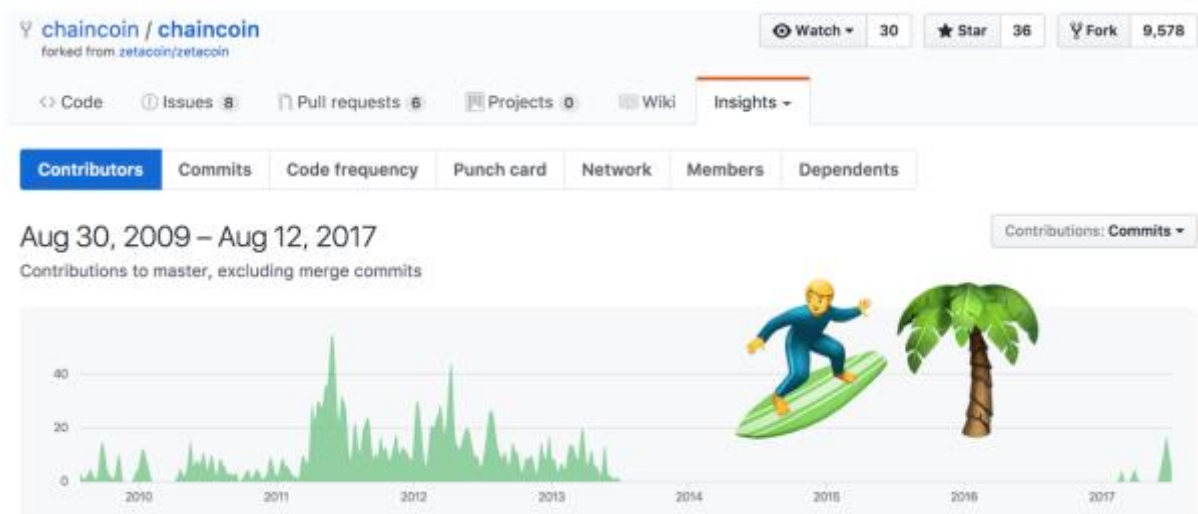 chaincoin / chaincoin
Watch 30 Star 36 Fork 9,578
forked from zetacoin/zetacoin
Code Issues 8 Pull requests 6 Projects 0 Wiki Insights
Contributors Commits Code frequency Punch card Network Members Dependents
Aug 30, 2009 – Aug 12, 2017
Contributions: Commits
Contributions to master, excluding merge commits
40
20
0
2010 2011 2012 2013 2014 2015 2016 2017